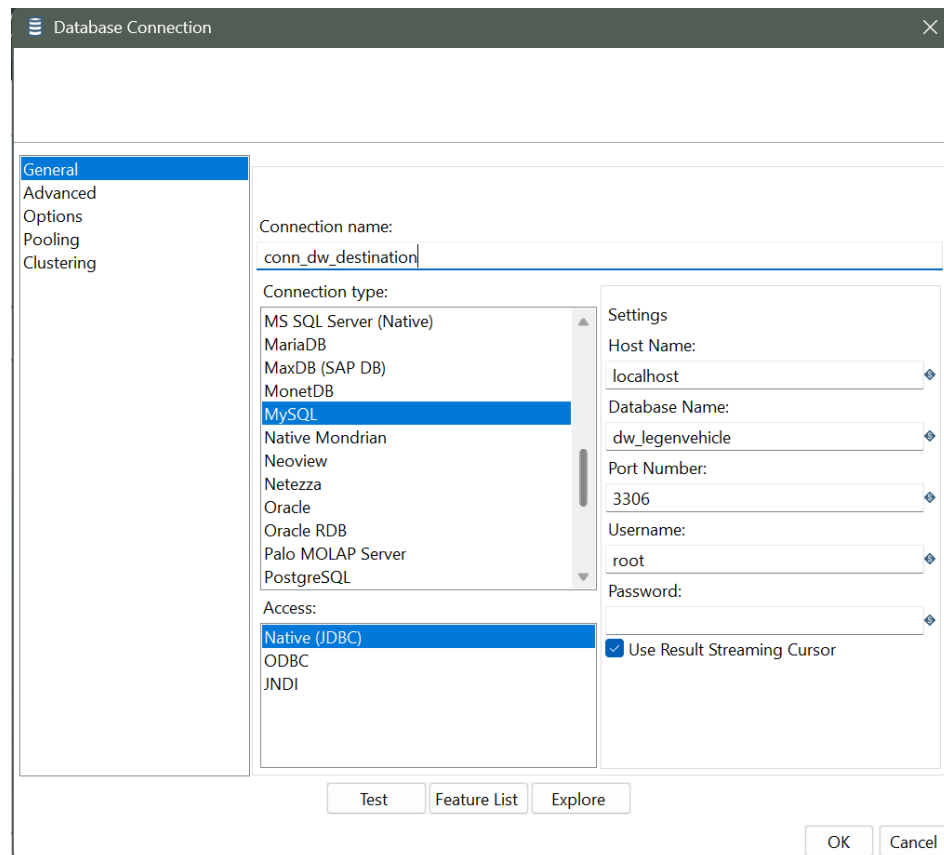 Database Connection
General
Advanced
Options
Pooling
Clustering
Connection name:
conn_dw_destination
Connection type:
MS SQL Server (Native)
MariaDB
MaxDB (SAP DB)
MonetDB
MySQL
Native Mondrian
Neoview
Netezza
Oracle
Oracle RDB
Palo MOLAP Server
PostgreSQL
Access:
Native (JDBC)
ODBC
JNDI
Settings
Host Name:
localhost
Database Name:
dw_legenvehicle
Port Number:
3306
Username:
root
Password:
Use Result Streaming Cursor
Test
Feature List
Explore
OK
Cancel